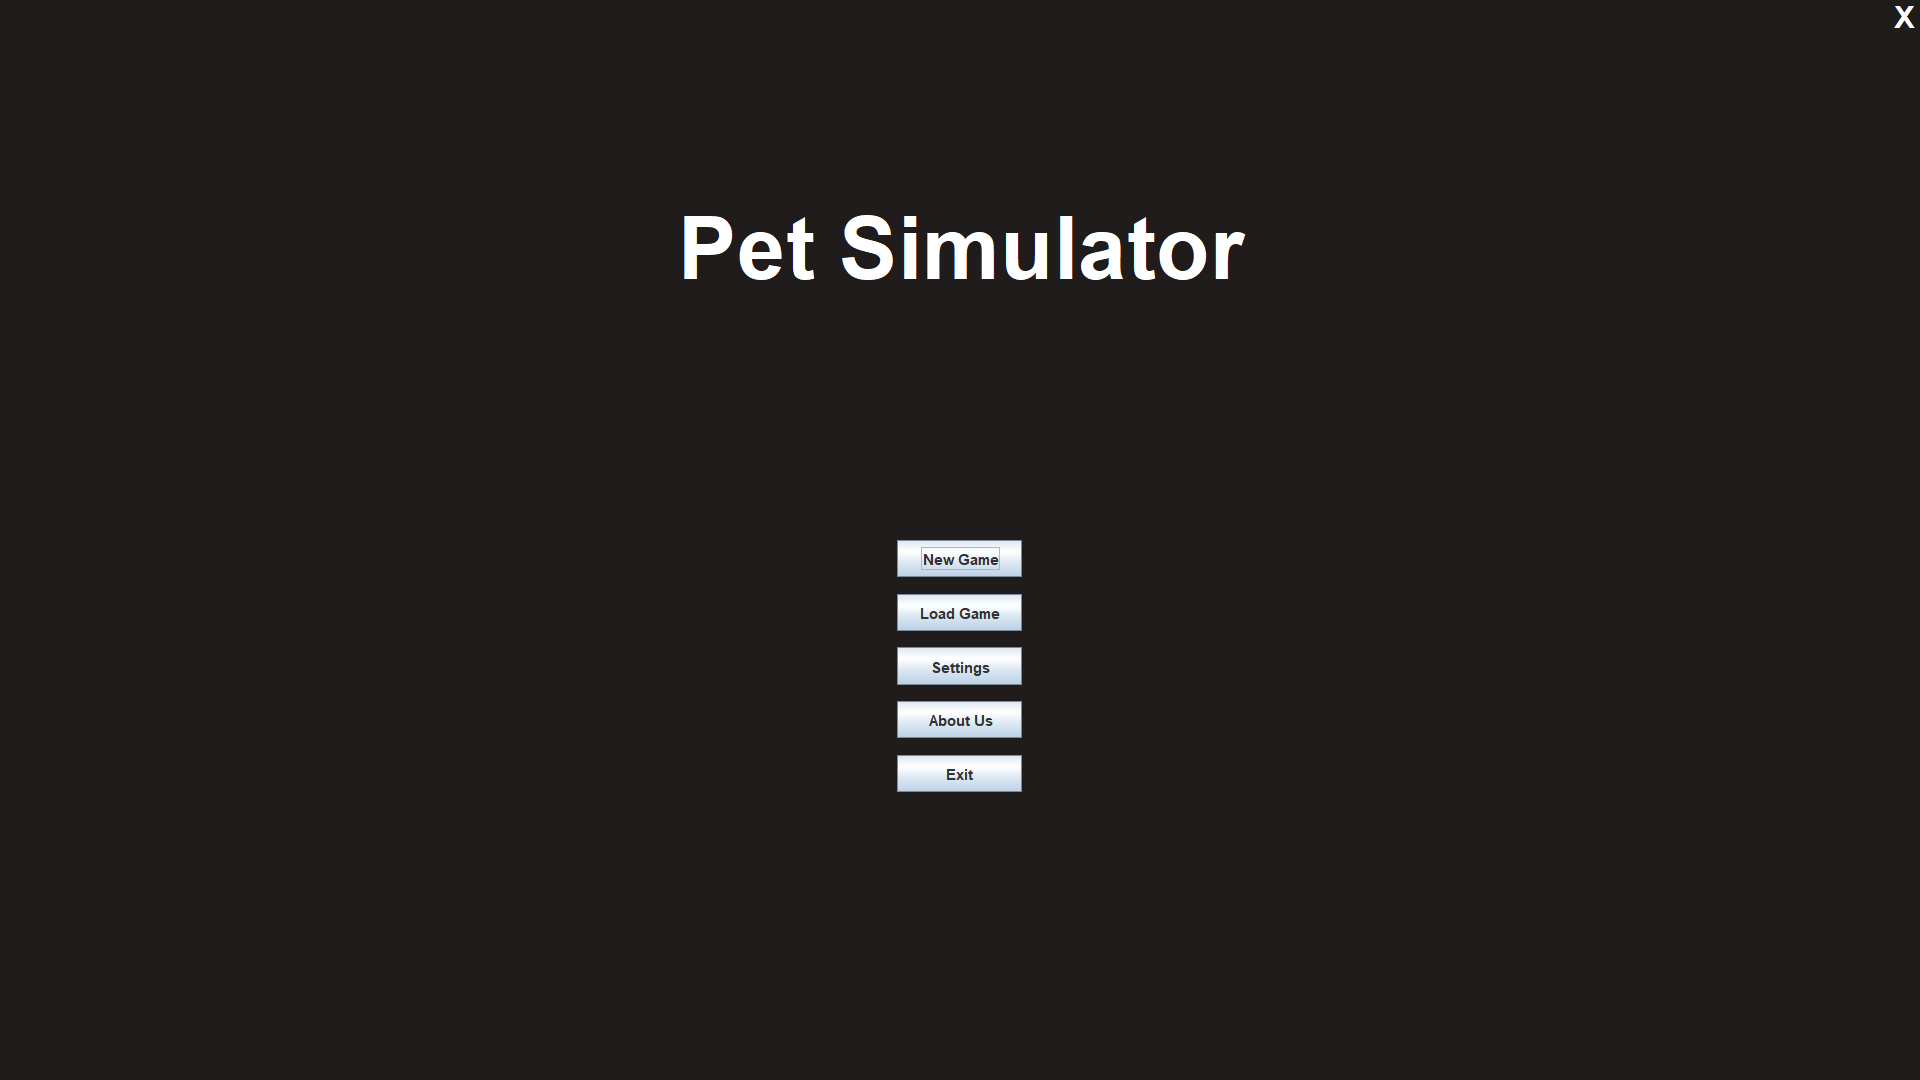 X
Pet Simulator
New Game
Load Game
Settings
About Us
Exit